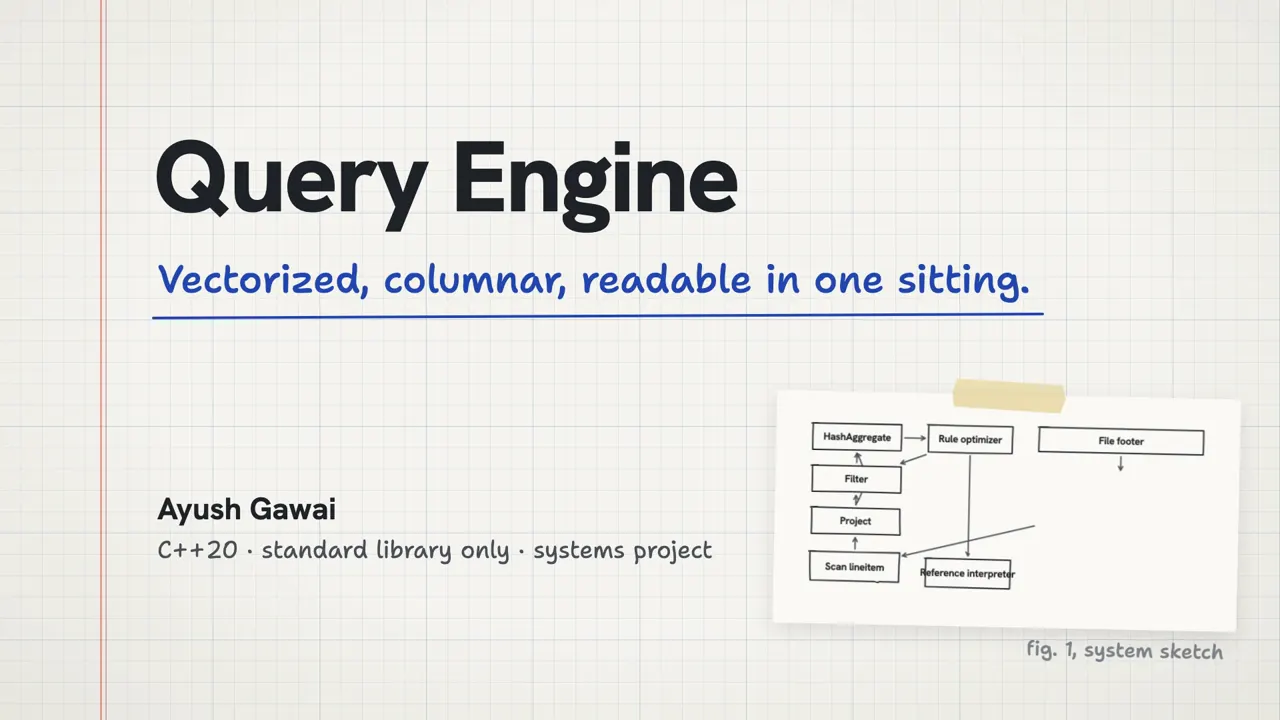 Query Engine
Vectorized, columnar, readable in one sitting.
Ayush Gawai
C++20 · standard library only · systems project
HashAggregate
Rule optimizer
File footer
Filter
Project
Scan lineitem
Reference interpreter
fig. 1, system sketch